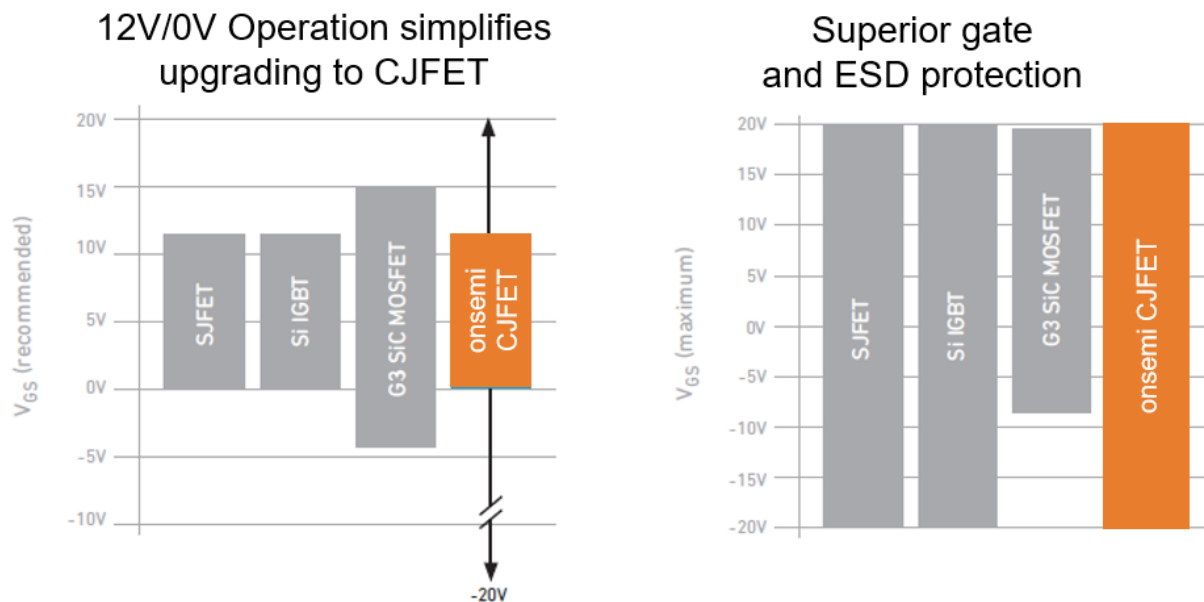 12V/0V Operation simplifies
upgrading to CJFET
20V
15V
10V
5V
0V
-5V
-10V
VGS (recommended)
SJFET
Si IGBT
G3 SiC MOSFET
onsemi
CJFET
-20V
Superior gate
and ESD protection
20V
15V
10V
5V
0V
-5V
-10V
-15V
-20V
VGS (maximum)
SJFET
Si IGBT
G3 SiC MOSFET
onsemi CJFET